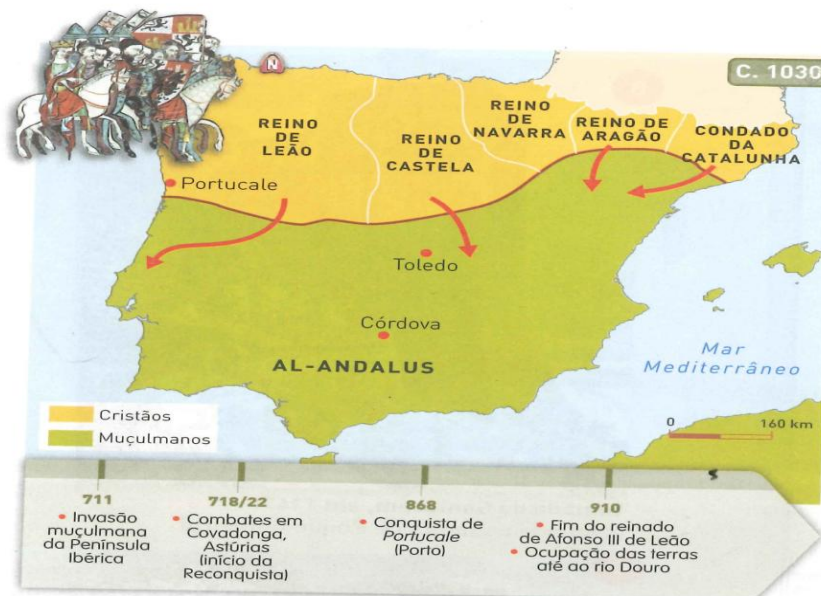 N
C. 1030
REINO
DE
LEÃO
REINO
DE
CASTELA
REINO
DE
NAVARRA
REINO DE
ARAGÃO
CONDADO
DA
CATALUNHA
Portucale
Toledo
Córdova
AL-ANDALUS
Mar
Mediterrâneo
Cristãos
Muçulmanos
0 160 km
711
• Invasão
muçulmana
da Península
Ibérica
718/22
• Combates em
Covadonga,
Astúrias
(início da
Reconquista)
868
• Conquista de
Portucale
(Porto)
910
• Fim do reinado
de Afonso III de Leão
• Ocupação das terras
até ao rio Douro